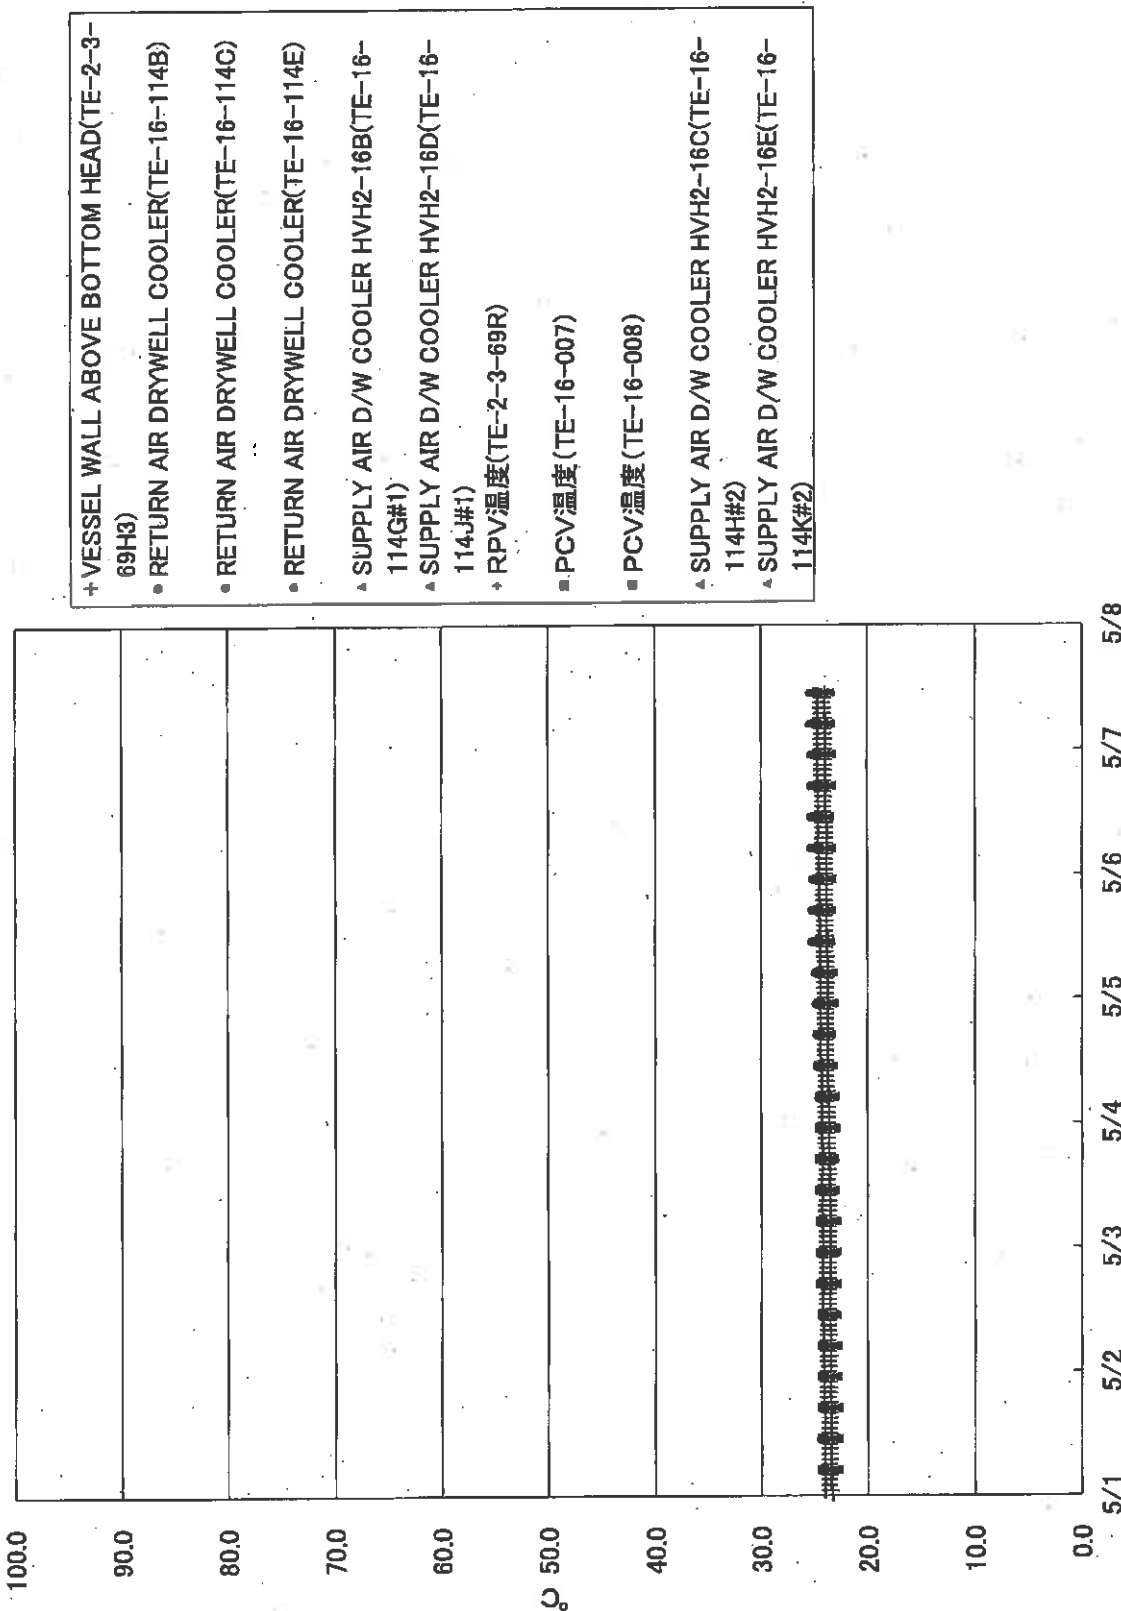 100.0
90.0
80.0
70.0
60.0
50.0
40.0
30.0
20.0
10.0
0.0
℃
5/1 5/2 5/3 5/4 5/5 5/6 5/7 5/8
+VESSEL WALL ABOVE BOTTOM HEAD(TE-2-3-
69H3)
● RETURN AIR DRYWELL COOLER(TE-16-114B)
● RETURN AIR DRYWELL COOLER(TE-16-114C)
● RETURN AIR DRYWELL COOLER(TE-16-114E)
▲ SUPPLY AIR D/W COOLER HVH2-16B(TE-16-
114G#1)
▲ SUPPLY AIR D/W COOLER HVH2-16D(TE-16-
114J#1)
+ RPV温度(TE-2-3-69R)
■ PCV温度(TE-16-007)
■ PCV温度(TE-16-008)
▲ SUPPLY AIR D/W COOLER HVH2-16C(TE-16-
114H#2)
▲ SUPPLY AIR D/W COOLER HVH2-16E(TE-16-
114K#2)